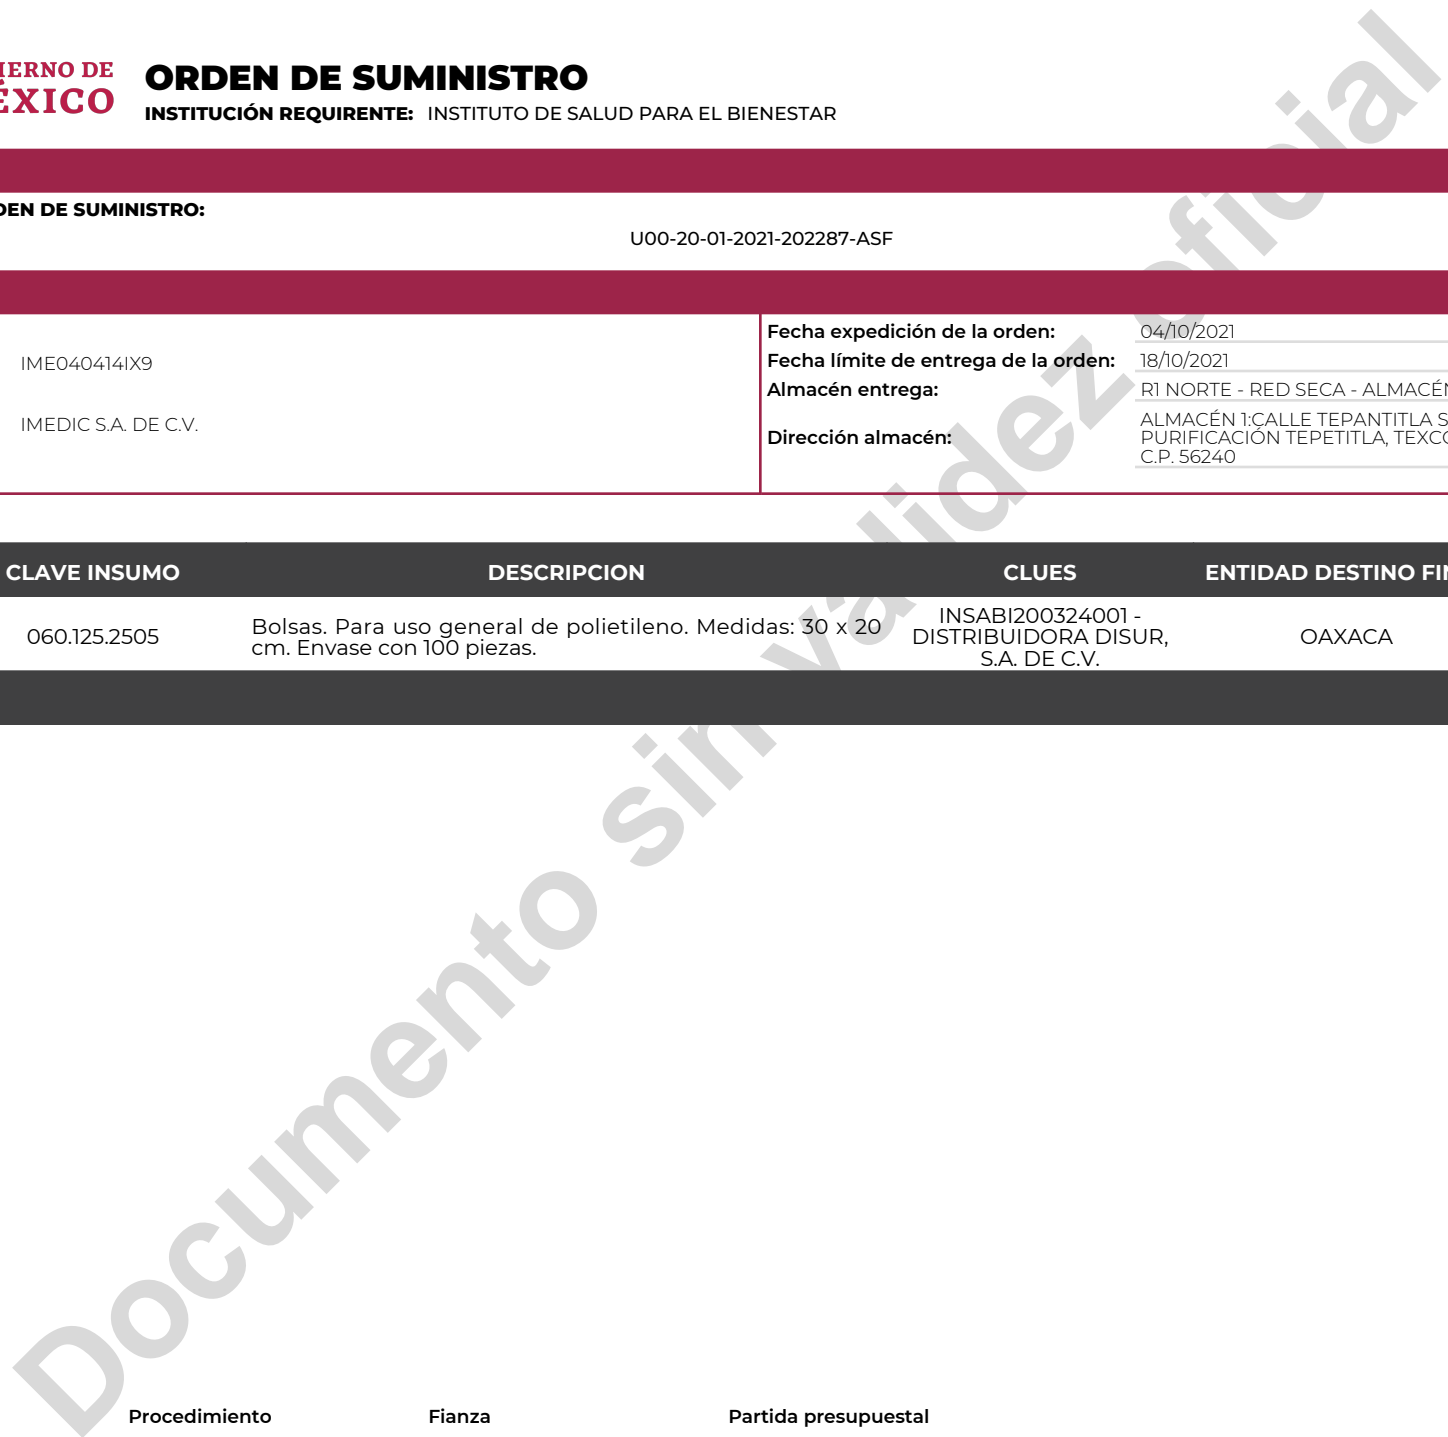 IERNO DE
ÉXICO
ORDEN DE SUMINISTRO
INSTITUCIÓN REQUIRENTE: INSTITUTO DE SALUD PARA EL BIENESTAR
DEN DE SUMINISTRO:
U00-20-01-2021-202287-ASF
IME040414IX9
IMEDIC S.A. DE C.V.
Fecha expedición de la orden: 04/10/2021
Fecha límite de entrega de la orden: 18/10/2021
Almacén entrega: R1 NORTE - RED SECA - ALMACÉN
Dirección almacén: ALMACÉN 1:CALLE TEPANTITLA S
PURIFICACIÓN TEPETITLA, TEXCO
C.P. 56240
CLAVE INSUMO DESCRIPCION CLUES ENTIDAD DESTINO FIN
060.125.2505
Bolsas. Para uso general de polietileno. Medidas: 30 x 20
cm. Envase con 100 piezas.
INSABI200324001 -
DISTRIBUIDORA DISUR,
S.A. DE C.V.
OAXACA
Documento sin validez oficial
Procedimiento Fianza Partida presupuestal